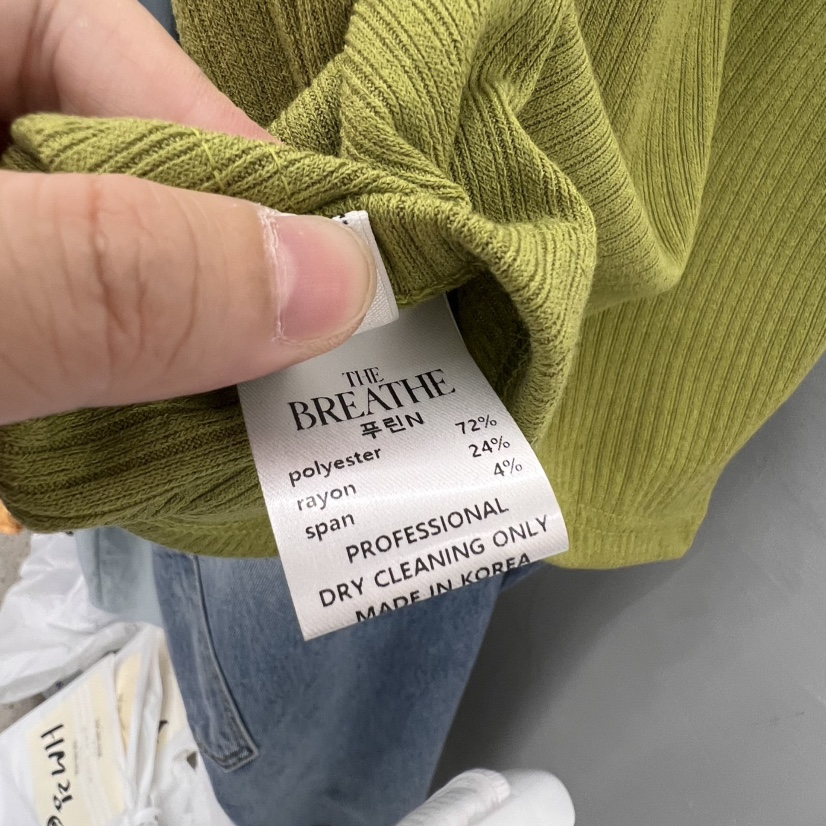 THE
BREATHE
푸린N
polyester 72%
rayon 24%
span 4%
PROFESSIONAL
DRY CLEANING ONLY
MADE IN KOREA